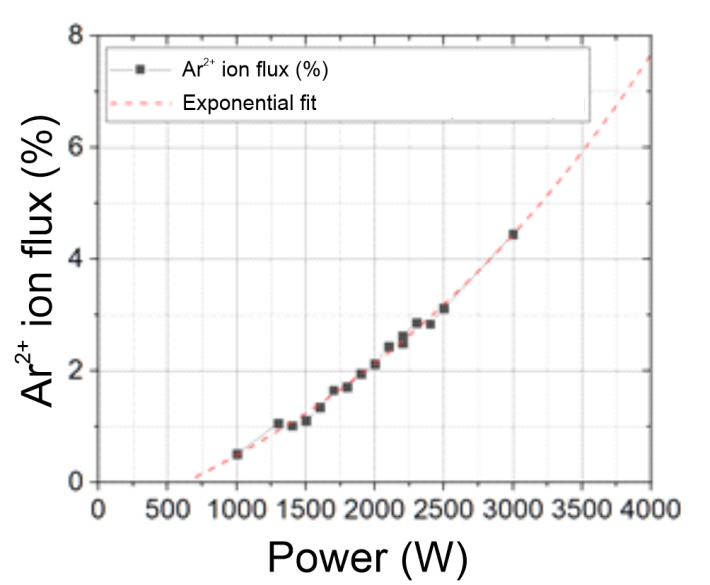 8
Ar²⁺ ion flux (%)
Exponential fit
6
4
2
0
Ar²⁺ ion flux (%)
0 500 1000 1500 2000 2500 3000 3500 4000
Power (W)